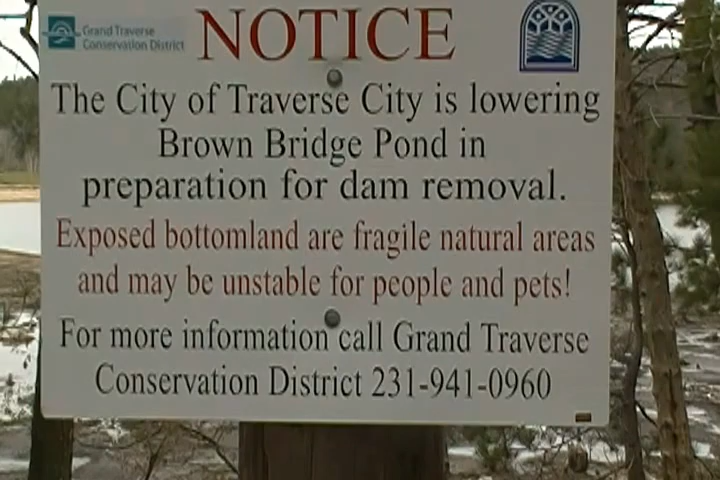 Grand Traverse
Conservation District
NOTICE
The City of Traverse City is lowering
Brown Bridge Pond in
preparation for dam removal.
Exposed bottomland are fragile natural areas
and may be unstable for people and pets!
For more information call Grand Traverse
Conservation District 231-941-0960